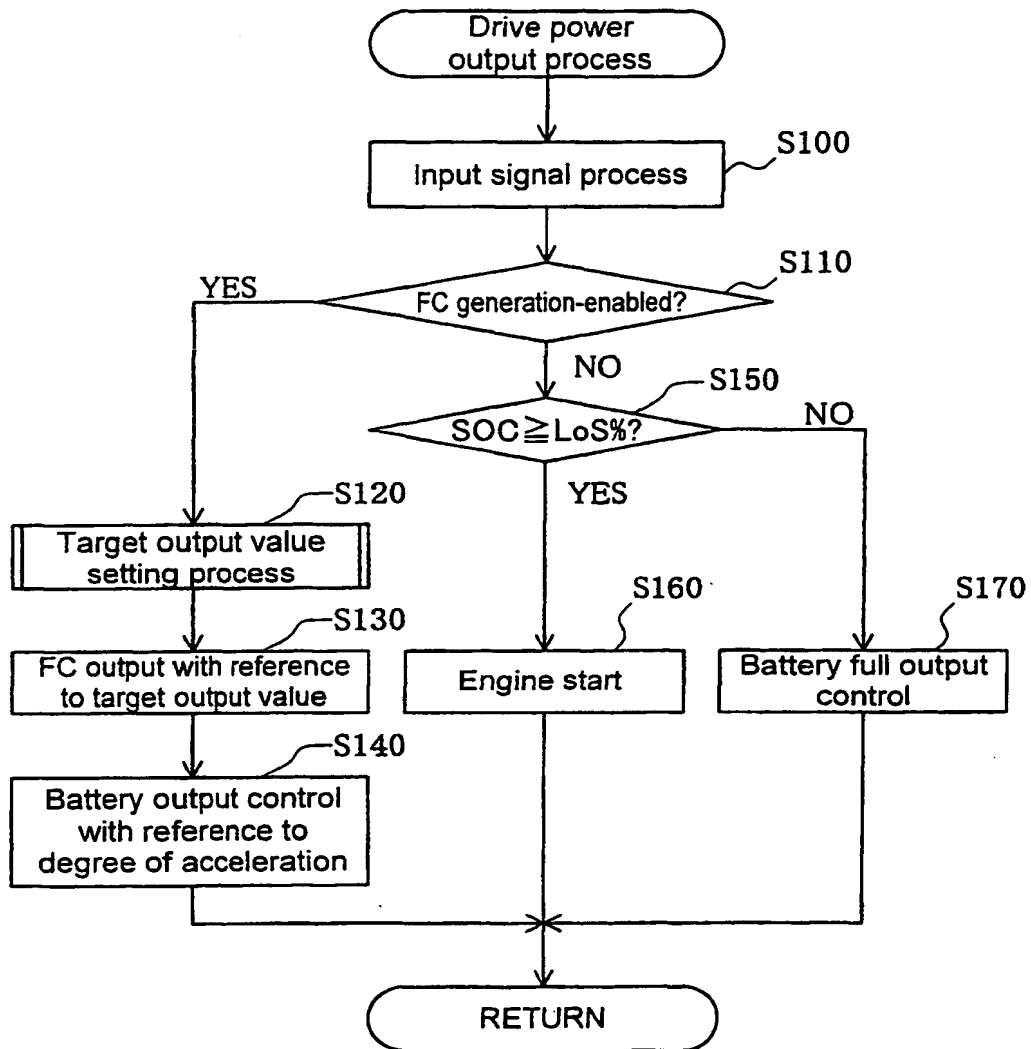 Drive power
output process
S100
Input signal process
S110
YES
FC generation-enabled?
NO
S150
SOC≧LoS%?
NO
YES
S120
Target output value
setting process
S130
FC output with reference
to target output value
S140
Battery output control
with reference to
degree of acceleration
S160
Engine start
S170
Battery full output
control
RETURN